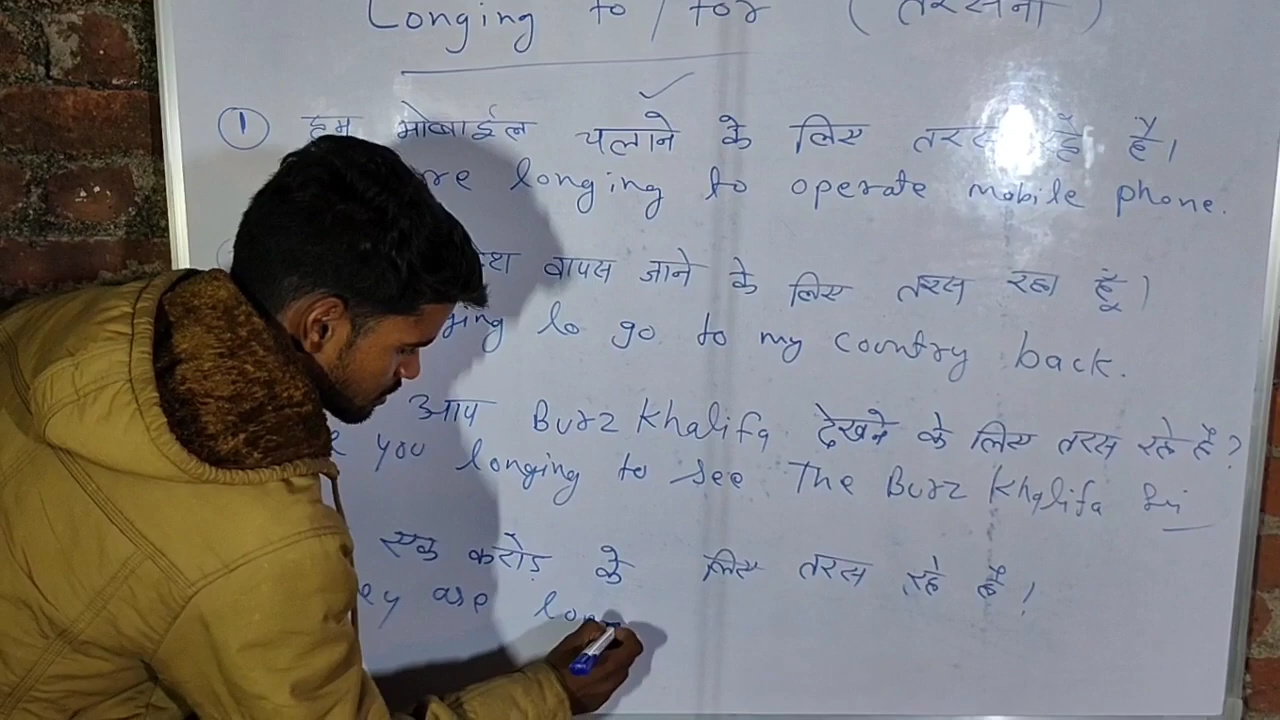 Longing to / for ( तरसना )
① हम मोबाईल चलाने के लिए तरस रहे हैं।
are longing to operate mobile phone.
वापस जाने के लिए तरस रहा हूँ।
to go to my country back.
आप Burz Khalifa देखने के लिए तरस रहे है?
you longing to see The Burz Khalifa
एक करोड़ के लिए तरस रहे है।
are